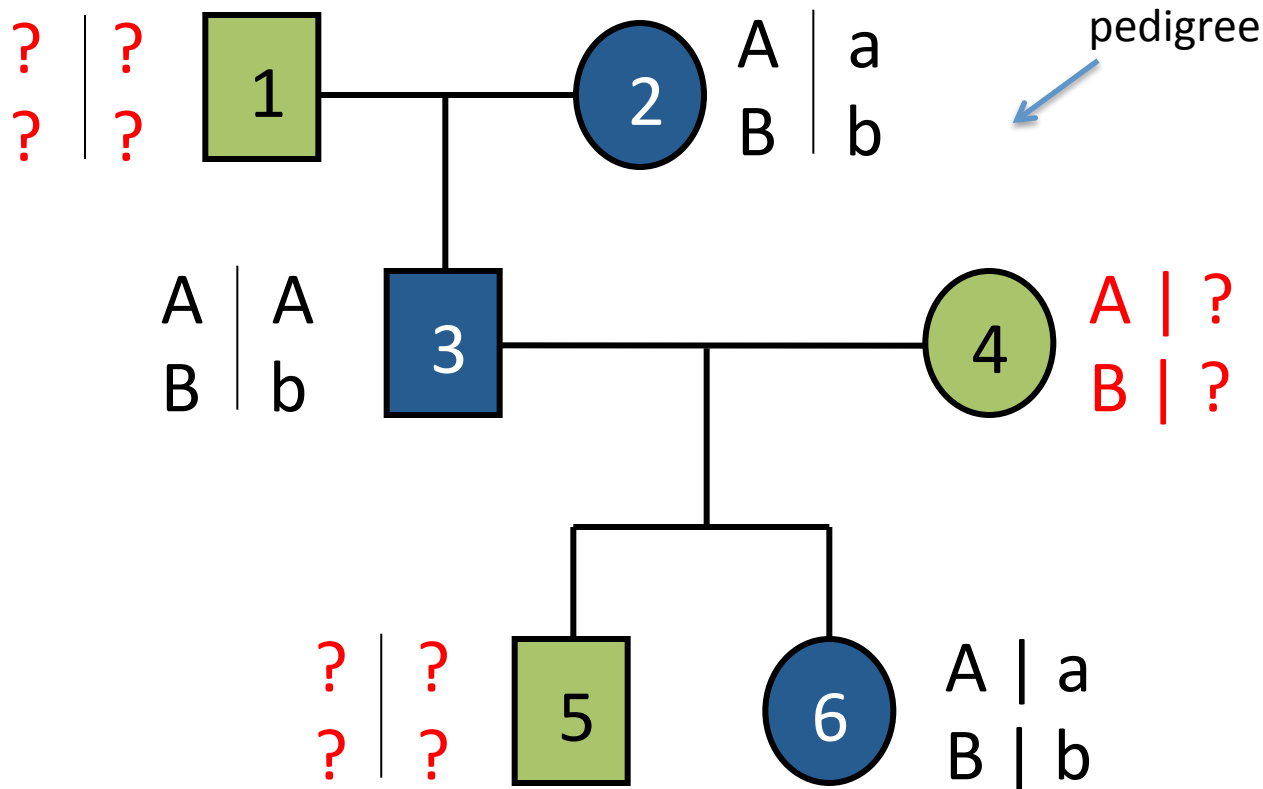 pedigree
? | ? 1 2 A | a
? | ? B | b
A | A 3 4 A | ?
B | b B | ?
? | ? 5 6 A | a
? | ? B | b